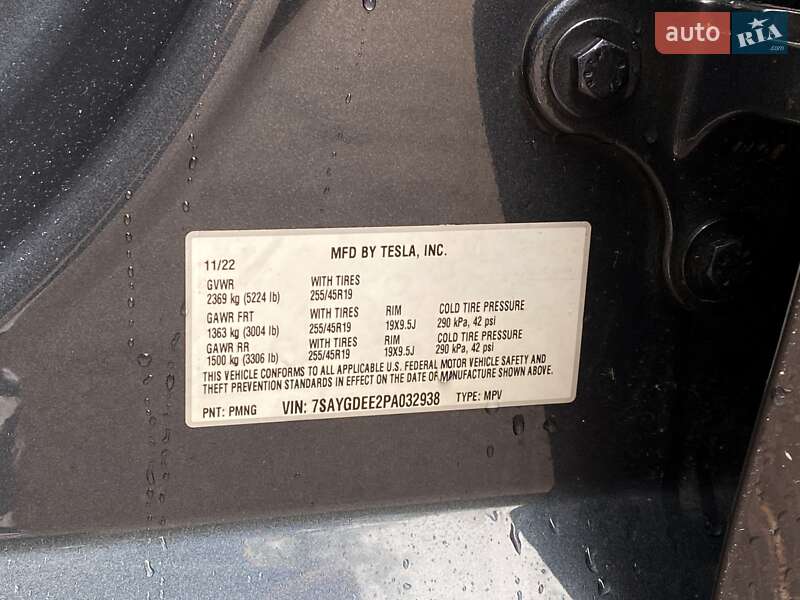 auto RIA
.com
MFD BY TESLA, INC.
11/22
GVWR WITH TIRES
2369 kg (5224 lb) 255/45R19
GAWR FRT WITH TIRES RIM COLD TIRE PRESSURE
1363 kg (3004 lb) 255/45R19 19X9.5J 290 kPa, 42 psi
GAWR RR WITH TIRES RIM COLD TIRE PRESSURE
1500 kg (3306 lb) 255/45R19 19X9.5J 290 kPa, 42 psi
THIS VEHICLE CONFORMS TO ALL APPLICABLE U.S. FEDERAL MOTOR VEHICLE SAFETY AND
THEFT PREVENTION STANDARDS IN EFFECT ON THE DATE OF MANUFACTURE SHOWN ABOVE.
PNT: PMNG VIN: 7SAYGDEE2PA032938 TYPE: MPV